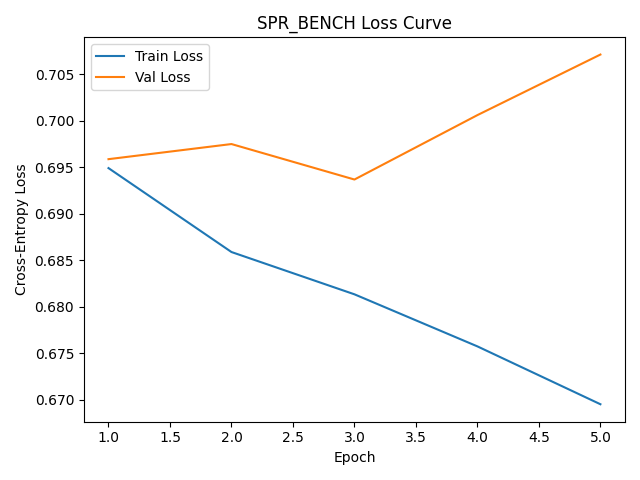 SPR_BENCH Loss Curve
Train Loss
Val Loss
Cross-Entropy Loss
0.705
0.700
0.695
0.690
0.685
0.680
0.675
0.670
1.0 1.5 2.0 2.5 3.0 3.5 4.0 4.5 5.0
Epoch